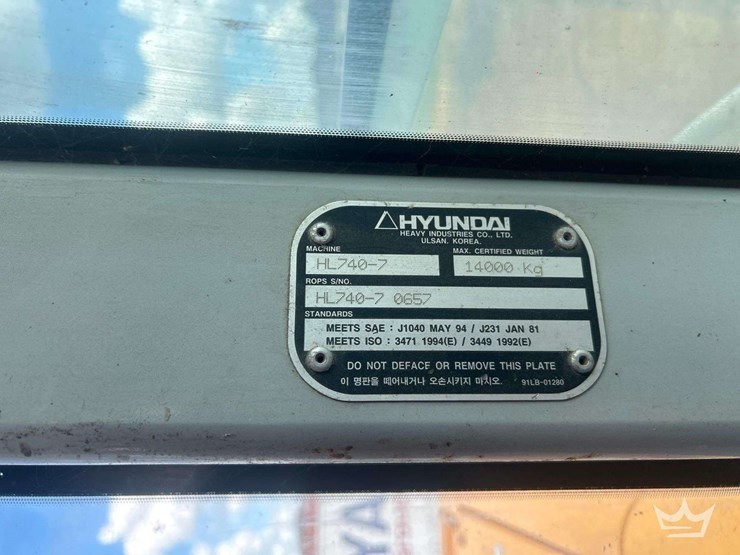 HYUNDAI
HEAVY INDUSTRIES CO., LTD.
ULSAN. KOREA.
MACHINE MAX. CERTIFIED WEIGHT
HL740-7 14000 Kg
ROPS S/NO.
HL740-7 0657
STANDARDS
MEETS SAE : J1040 MAY 94 / J231 JAN 81
MEETS ISO : 3471 1994(E) / 3449 1992(E)
DO NOT DEFACE OR REMOVE THIS PLATE
이 명판을 떼어내거나 오손시키지 마시오. 91LB-01280
YA